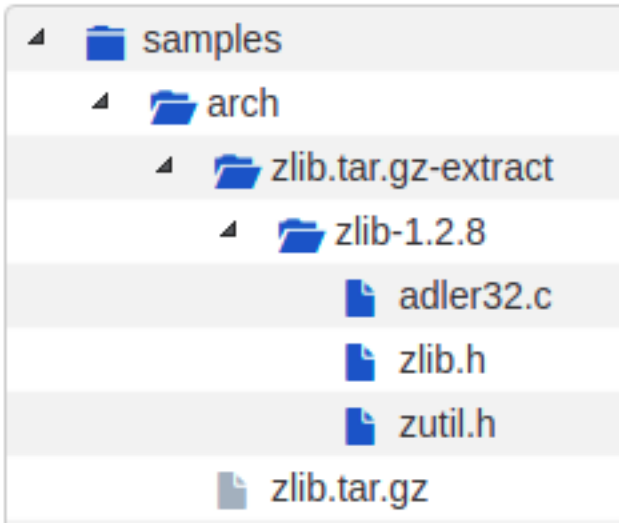 samples
arch
zlib.tar.gz-extract
zlib-1.2.8
adler32.c
zlib.h
zutil.h
zlib.tar.gz